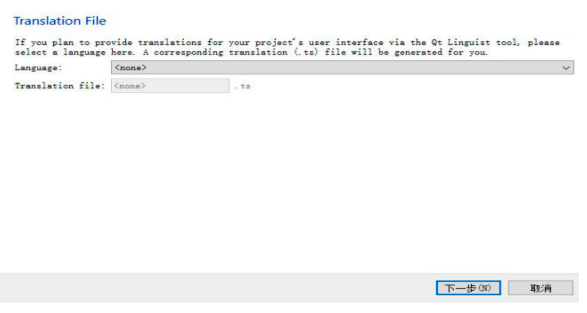 Translation File
If you plan to provide translations for your project's user interface via the Qt Linguist tool, please
select a language here. A corresponding translation (.ts) file will be generated for you.
Language: <none>
Translation file: <none> .ts
下一步(N) 取消